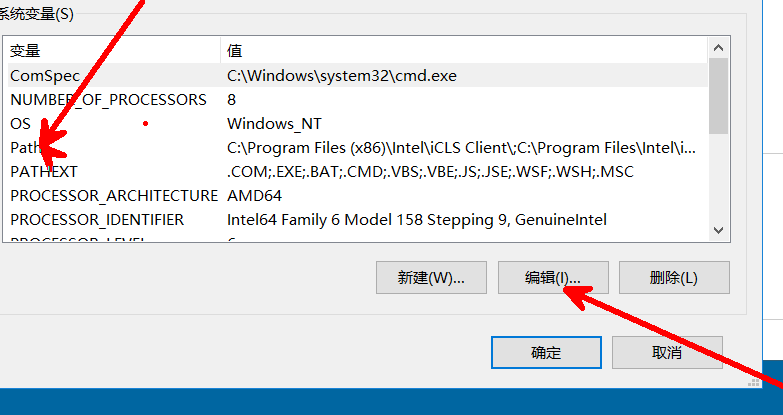 系统变量(S)
变量 值
ComSpec C:\Windows\system32\cmd.exe
NUMBER_OF_PROCESSORS 8
OS Windows_NT
Path C:\Program Files (x86)\Intel\iCLS Client\;C:\Program Files\Intel\i...
PATHEXT .COM;.EXE;.BAT;.CMD;.VBS;.VBE;.JS;.JSE;.WSF;.WSH;.MSC
PROCESSOR_ARCHITECTURE AMD64
PROCESSOR_IDENTIFIER Intel64 Family 6 Model 158 Stepping 9, GenuineIntel
PROCESSOR_LEVEL 6
新建(W)... 编辑(I)... 删除(L)
确定 取消